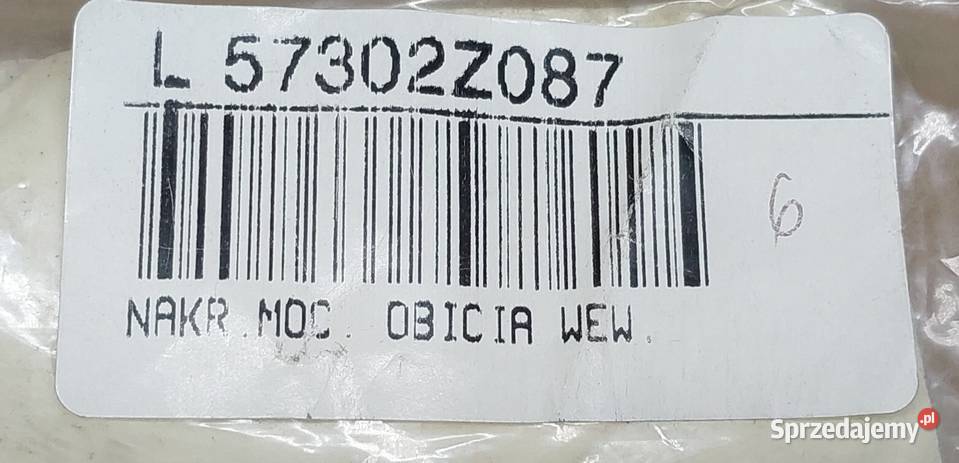 L 57302Z087
6
NAKR.MOC. OBICIA WEW.
Sprzedajemy.pl